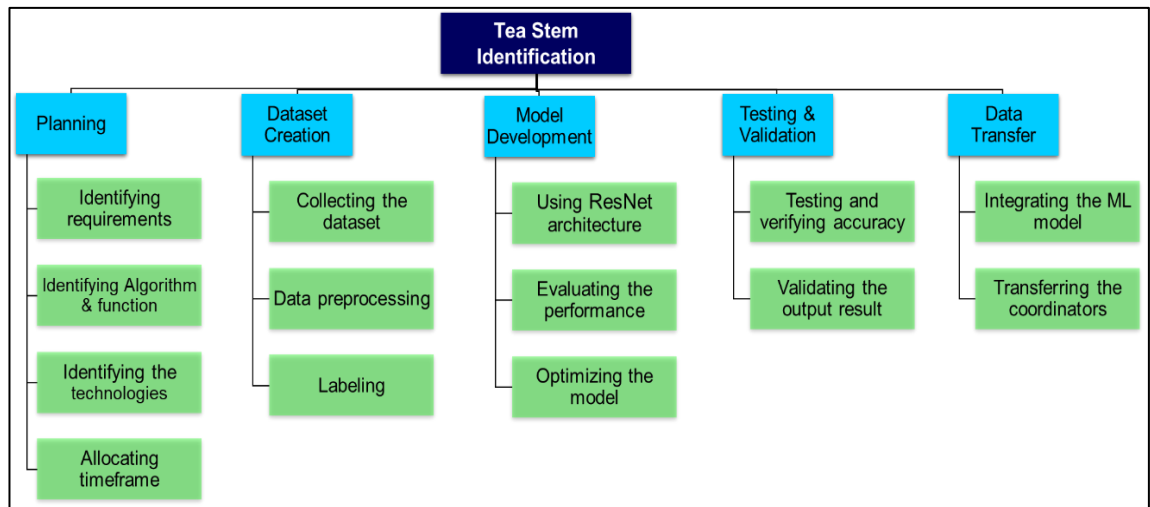 Tea Stem
Identification
Planning
Dataset
Creation
Model
Development
Testing &
Validation
Data
Transfer
Identifying
requirements
Identifying Algorithm
& function
Identifying the
technologies
Allocating
timeframe
Collecting the
dataset
Data preprocessing
Labeling
Using ResNet
architecture
Evaluating the
performance
Optimizing the
model
Testing and
verifying accuracy
Validating the
output result
Integrating the ML
model
Transferring the
coordinators